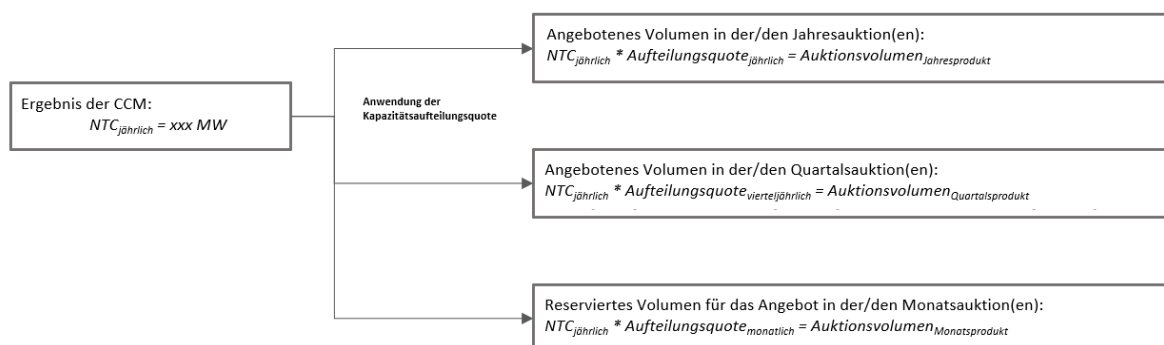 Angebotenes Volumen in der/den Jahresauktion(en):
NTCjährlich * Aufteilungsquotejährlich = AuktionsvolumenJahresprodukt
Ergebnis der CCM:
NTCjährlich = xxx MW
Anwendung der
Kapazitätsaufteilungsquote
Angebotenes Volumen in der/den Quartalsauktion(en):
NTCjährlich * Aufteilungsquotevierteljährlich = AuktionsvolumenQuartalsprodukt
Reserviertes Volumen für das Angebot in der/den Monatsauktion(en):
NTCjährlich * Aufteilungsquotemonatlich = AuktionsvolumenMonatsprodukt